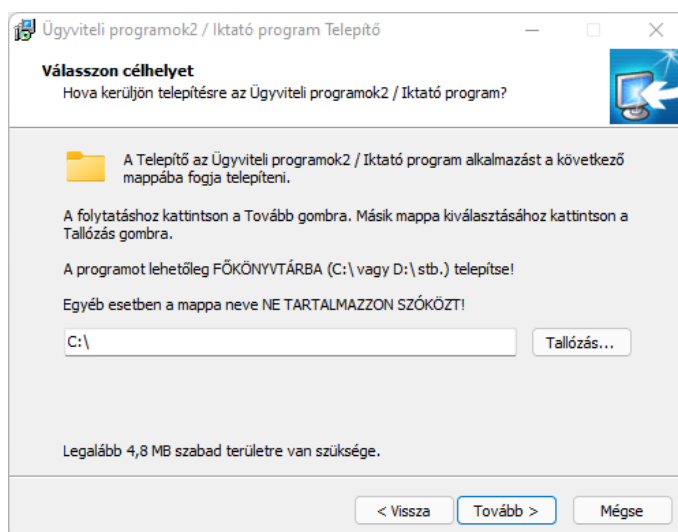 Ügyviteli programok2 / Iktató program Telepítő
Válasszon célhelyet
Hova kerüljön telepítésre az Ügyviteli programok2 / Iktató program?
A Telepítő az Ügyviteli programok2 / Iktató program alkalmazást a következő
mappába fogja telepíteni.
A folytatáshoz kattintson a Tovább gombra. Másik mappa kiválasztásához kattintson a
Tallózás gombra.
A programot lehetőleg FŐKÖNYVTÁRBA (C:\ vagy D:\ stb.) telepítse!
Egyéb esetben a mappa neve NE TARTALMAZZON SZÓKÖZT!
C:\
Tallózás...
Legalább 4,8 MB szabad területre van szüksége.
< Vissza
Tovább >
Mégse